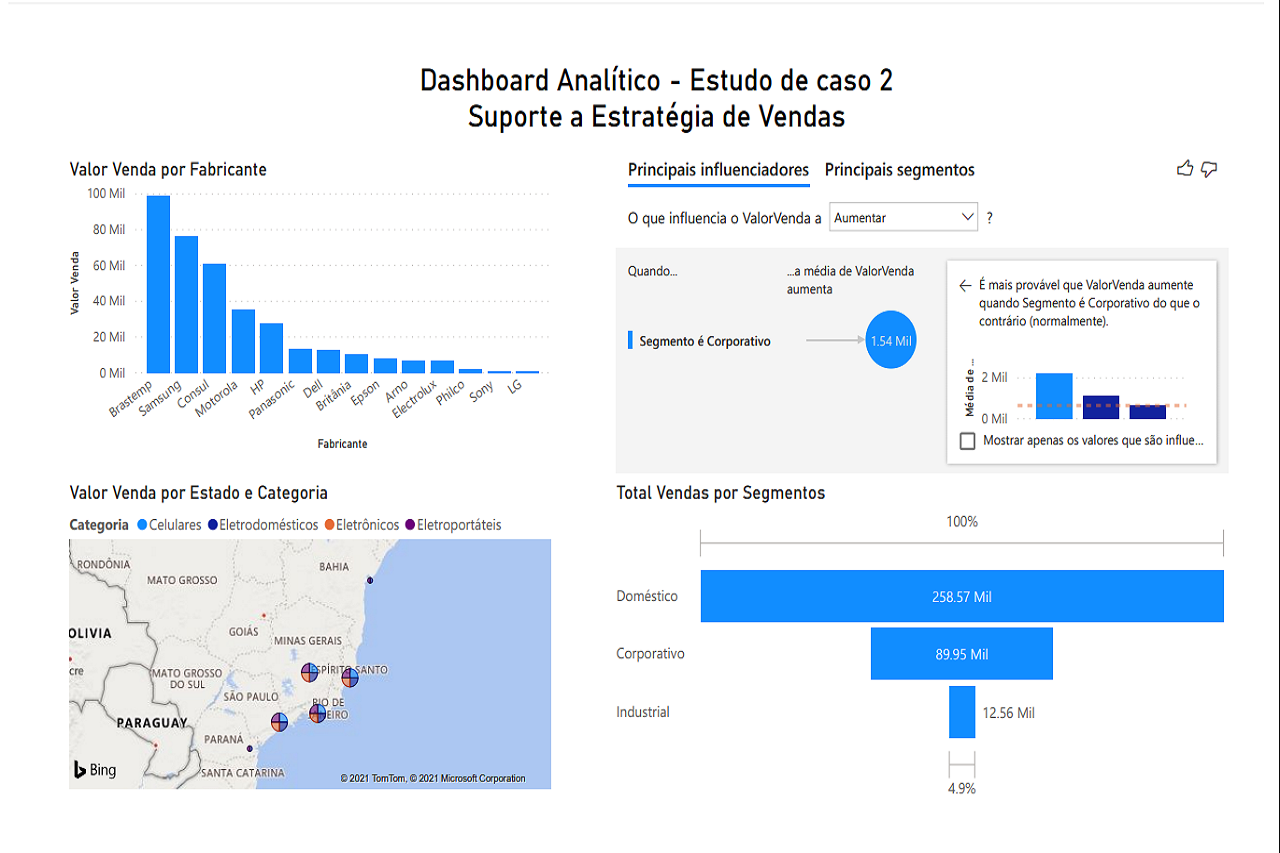 Dashboard Analítico - Estudo de caso 2
Suporte a Estratégia de Vendas
Valor Venda por Fabricante
100 Mil
80 Mil
60 Mil
40 Mil
20 Mil
0 Mil
Valor Venda
Brastemp
Samsung
Consul
Motorola
HP
Panasonic
Dell
Britânia
Epson
Arno
Electrolux
Philco
Sony
LG
Fabricante
Principais influenciadores Principais segmentos
O que influencia o ValorVenda a Aumentar ?
Quando...
...a média de ValorVenda
aumenta
Segmento é Corporativo
1.54 Mil
É mais provável que ValorVenda aumente
quando Segmento é Corporativo do que o
contrário (normalmente).
Média de ...
2 Mil
0 Mil
Mostrar apenas os valores que são influe...
Valor Venda por Estado e Categoria
Categoria Celulares Eletrodomésticos Eletrônicos Eletroportáteis
RONDÔNIA
MATO GROSSO
BAHIA
OLIVIA
GOIÁS
MINAS GERAIS
cre
MATO GROSSO
DO SUL
SPÍRITO SANTO
SÃO PAULO
RIO DE
EIRO
PARAGUAY
PARANÁ
SANTA CATARINA
Bing
© 2021 TomTom, © 2021 Microsoft Corporation
Total Vendas por Segmentos
100%
Doméstico
258.57 Mil
Corporativo
89.95 Mil
Industrial
12.56 Mil
4.9%